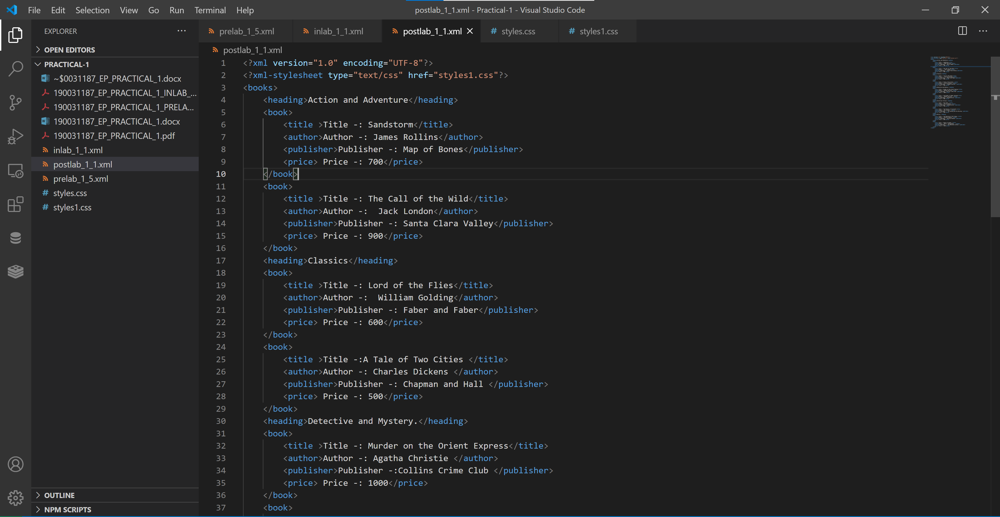 File Edit Selection View Go Run Terminal Help
postlab_1_1.xml - Practical-1 - Visual Studio Code
EXPLORER
OPEN EDITORS
PRACTICAL-1
~$0031187_EP_PRACTICAL_1.docx
190031187_EP_PRACTICAL_1_INLAB_...
190031187_EP_PRACTICAL_1_PRELA...
190031187_EP_PRACTICAL_1.docx
190031187_EP_PRACTICAL_1.pdf
inlab_1_1.xml
postlab_1_1.xml
prelab_1_5.xml
styles.css
styles1.css
OUTLINE
NPM SCRIPTS
prelab_1_5.xml inlab_1_1.xml postlab_1_1.xml styles.css styles1.css
postlab_1_1.xml
1 <?xml version="1.0" encoding="UTF-8"?>
2 <?xml-stylesheet type="text/css" href="styles1.css"?>
3 <books>
4 <heading>Action and Adventure</heading>
5 <book>
6 <title >Title -: Sandstorm</title>
7 <author>Author -: James Rollins</author>
8 <publisher>Publisher -: Map of Bones</publisher>
9 <price> Price -: 700</price>
10 </book>
11 <book>
12 <title >Title -: The Call of the Wild</title>
13 <author>Author -:  Jack London</author>
14 <publisher>Publisher -: Santa Clara Valley</publisher>
15 <price> Price -: 900</price>
16 </book>
17 <heading>Classics</heading>
18 <book>
19 <title >Title -: Lord of the Flies</title>
20 <author>Author -:  William Golding</author>
21 <publisher>Publisher -: Faber and Faber</publisher>
22 <price> Price -: 600</price>
23 </book>
24 <book>
25 <title >Title -:A Tale of Two Cities </title>
26 <author>Author -: Charles Dickens </author>
27 <publisher>Publisher -: Chapman and Hall </publisher>
28 <price> Price -: 500</price>
29 </book>
30 <heading>Detective and Mystery.</heading>
31 <book>
32 <title >Title -: Murder on the Orient Express</title>
33 <author>Author -: Agatha Christie </author>
34 <publisher>Publisher -:Collins Crime Club </publisher>
35 <price> Price -: 1000</price>
36 </book>
37 <book>